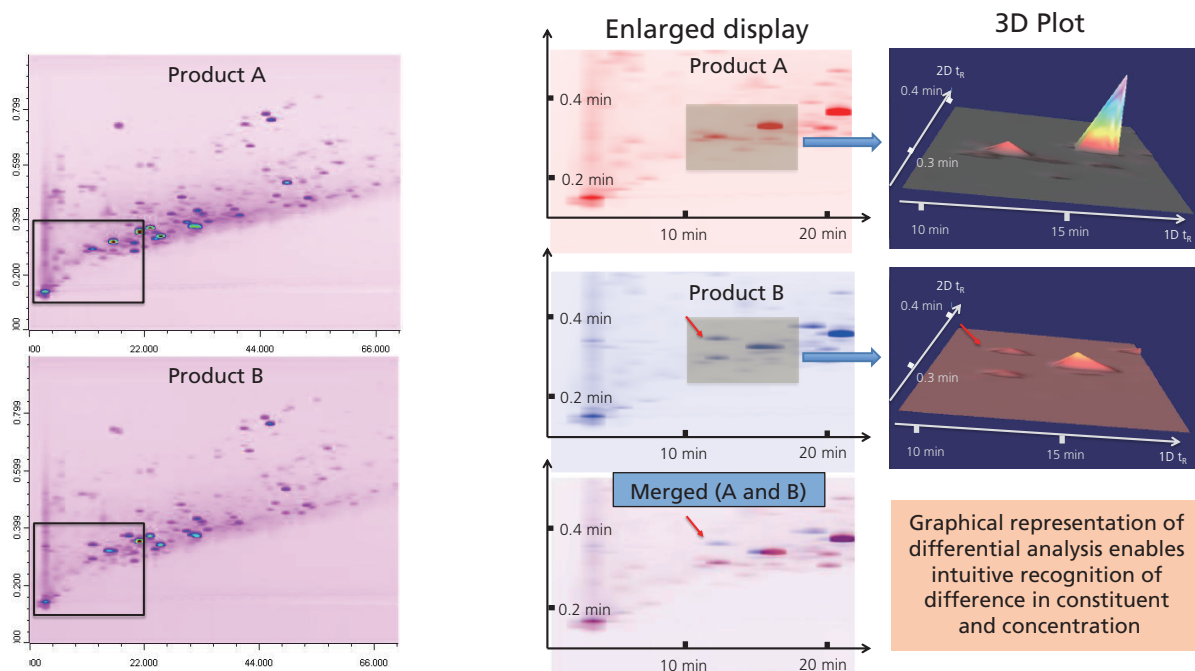 Product A
0.799
0.599
0.399
0.200
00
00
22.000
44.000
66.000
Product B
0.799
0.599
0.399
0.200
00
00
22.000
44.000
66.000
Enlarged display
Product A
0.4 min
0.2 min
10 min
20 min
Product B
0.4 min
0.2 min
10 min
20 min
Merged (A and B)
0.4 min
0.2 min
10 min
20 min
3D Plot
2D tR
0.4 min
0.3 min
10 min
15 min
1D tR
2D tR
0.4 min
0.3 min
10 min
15 min
1D tR
Graphical representation of
differential analysis enables
intuitive recognition of
difference in constituent
and concentration